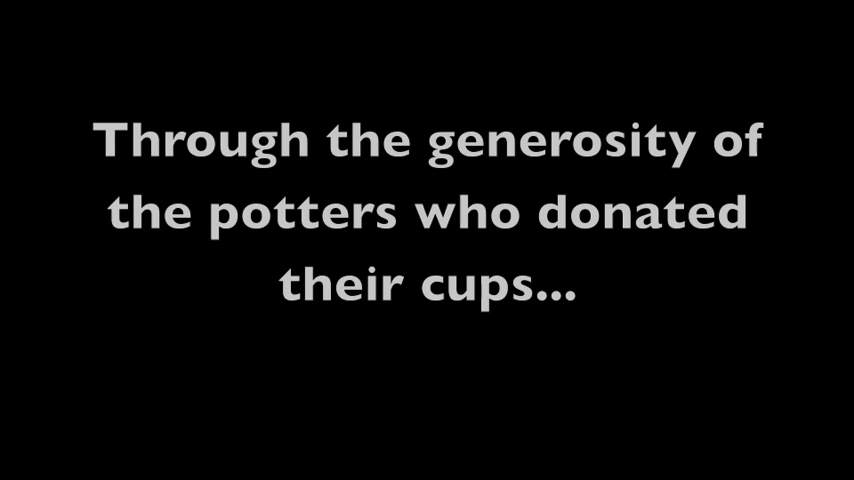 Through the generosity of
the potters who donated
their cups...